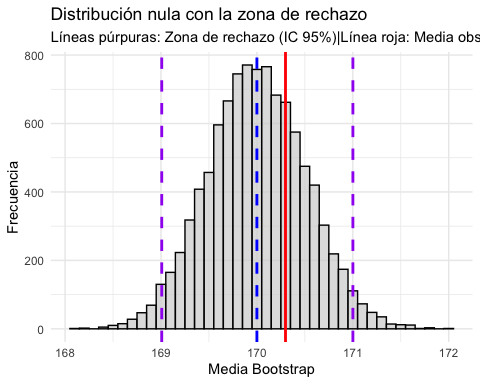 Distribución nula con la zona de rechazo
Líneas púrpuras: Zona de rechazo (IC 95%)|Línea roja: Media obs
800
600
400
200
0
Frecuencia
168 169 170 171 172
Media Bootstrap